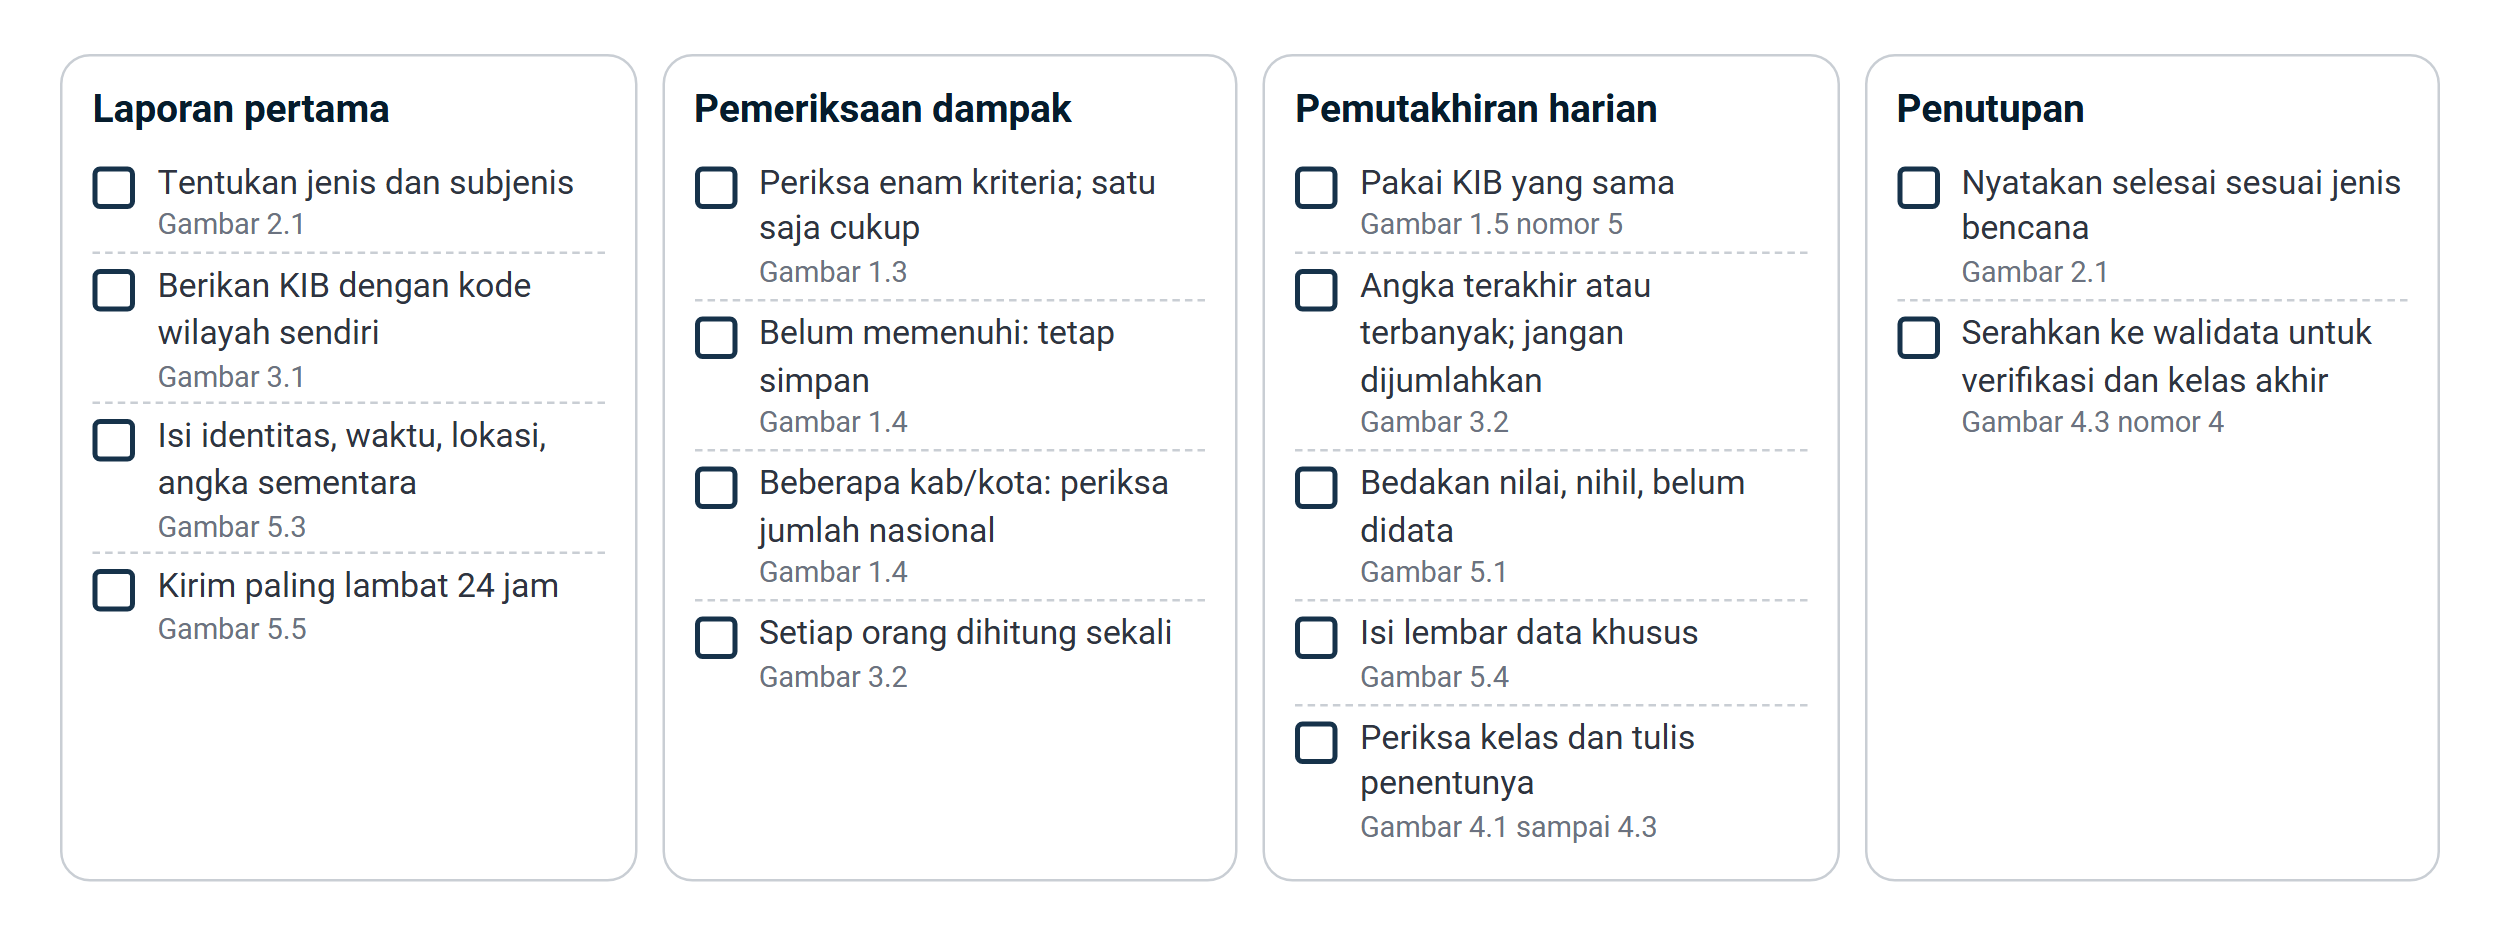 Laporan pertama
Tentukan jenis dan subjenis
Gambar 2.1
Berikan KIB dengan kode
wilayah sendiri
Gambar 3.1
Isi identitas, waktu, lokasi,
angka sementara
Gambar 5.3
Kirim paling lambat 24 jam
Gambar 5.5
Pemeriksaan dampak
Periksa enam kriteria; satu
saja cukup
Gambar 1.3
Belum memenuhi: tetap
simpan
Gambar 1.4
Beberapa kab/kota: periksa
jumlah nasional
Gambar 1.4
Setiap orang dihitung sekali
Gambar 3.2
Pemutakhiran harian
Pakai KIB yang sama
Gambar 1.5 nomor 5
Angka terakhir atau
terbanyak; jangan
dijumlahkan
Gambar 3.2
Bedakan nilai, nihil, belum
didata
Gambar 5.1
Isi lembar data khusus
Gambar 5.4
Periksa kelas dan tulis
penentunya
Gambar 4.1 sampai 4.3
Penutupan
Nyatakan selesai sesuai jenis
bencana
Gambar 2.1
Serahkan ke walidata untuk
verifikasi dan kelas akhir
Gambar 4.3 nomor 4